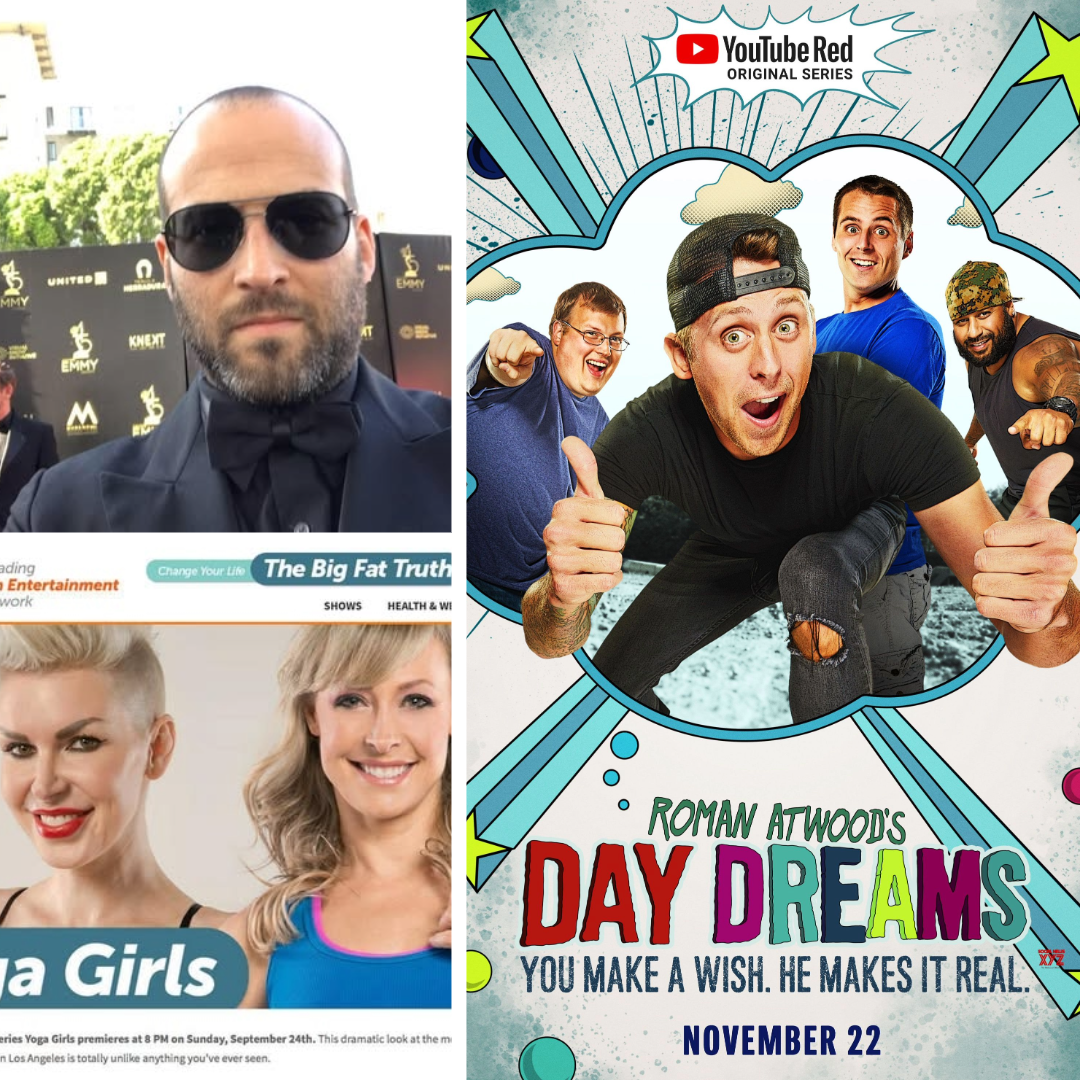 UNITED
EMMY
KNEXT
EMMY
EMMY
M
ading
Entertainment
work
Change Your Life
The Big Fat Truth
SHOWS
HEALTH & WE
ga Girls
eries Yoga Girls premieres at 8 PM on Sunday, September 24th. This dramatic look at the m
n Los Angeles is totally unlike anything you've ever seen.
YouTube Red
ORIGINAL SERIES
ROMAN ATWOOD'S
DAY DREAMS
YOU MAKE A WISH. HE MAKES IT REAL.
NOVEMBER 22